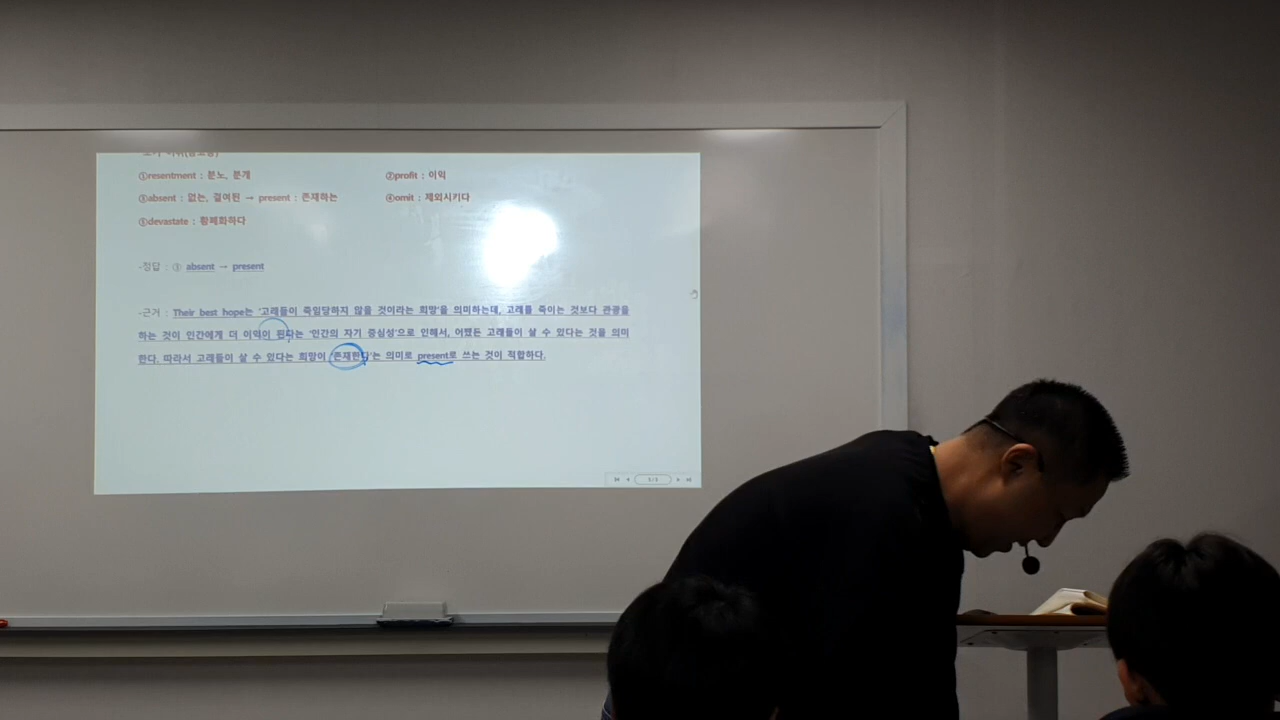 ①resentment : 분노, 분개 ②profit : 이익
③absent : 없는, 결여된 → present : 존재하는 ④omit : 제외시키다
⑤devastate : 황폐화하다
-정답 : ③ absent → present
-근거 : Their best hope는 '고래들이 죽임당하지 않을 것이라는 희망'을 의미하는데, 고래를 죽이는 것보다 관광을
하는 것이 인간에게 더 이익이 된다는 '인간의 자기 중심성'으로 인해서, 어쨌든 고래들이 살 수 있다는 것을 의미
한다. 따라서 고래들이 살 수 있다는 희망이 '존재한다'는 의미로 present로 쓰는 것이 적합하다.